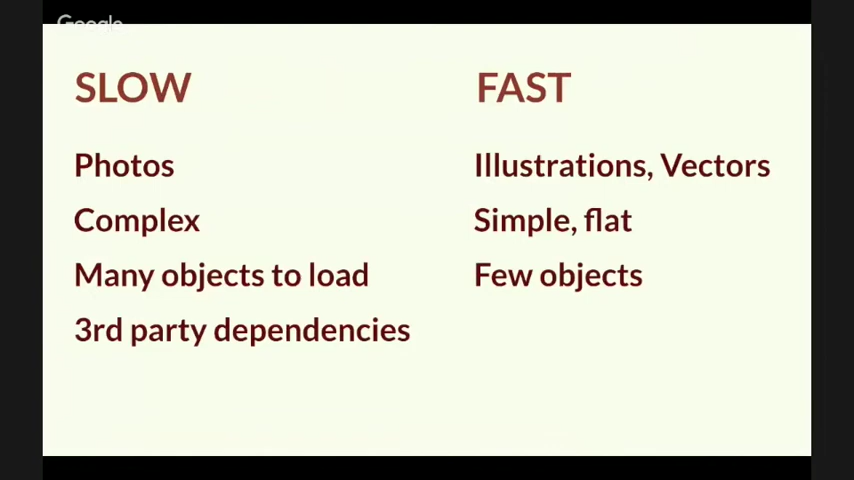 Google
SLOW
FAST
Photos
Illustrations, Vectors
Complex
Simple, flat
Many objects to load
Few objects
3rd party dependencies